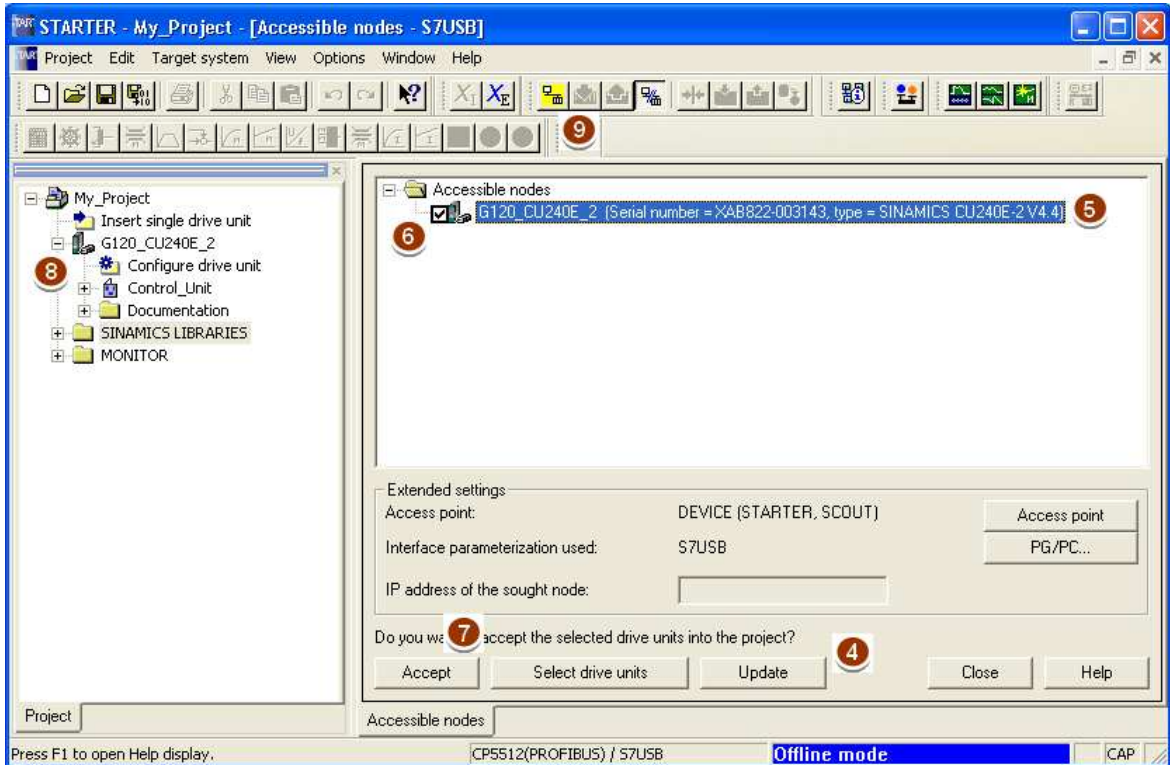 STARTER - My_Project - [Accessible nodes - S7USB]
Project Edit Target system View Options Window Help
9
My_Project
Insert single drive unit
G120_CU240E_2
8
Configure drive unit
Control_Unit
Documentation
SINAMICS LIBRARIES
MONITOR
Project
Accessible nodes
G120_CU240E_2 (Serial number = XAB822-003143, type = SINAMICS CU240E-2 V4.4)
5
6
Extended settings
Access point: DEVICE (STARTER, SCOUT) Access point
Interface parameterization used: S7USB PG/PC...
IP address of the sought node:
Do you wa 7 accept the selected drive units into the project?
4
Accept Select drive units Update Close Help
Accessible nodes
Press F1 to open Help display. CP5512(PROFIBUS) / S7USB Offline mode CAP